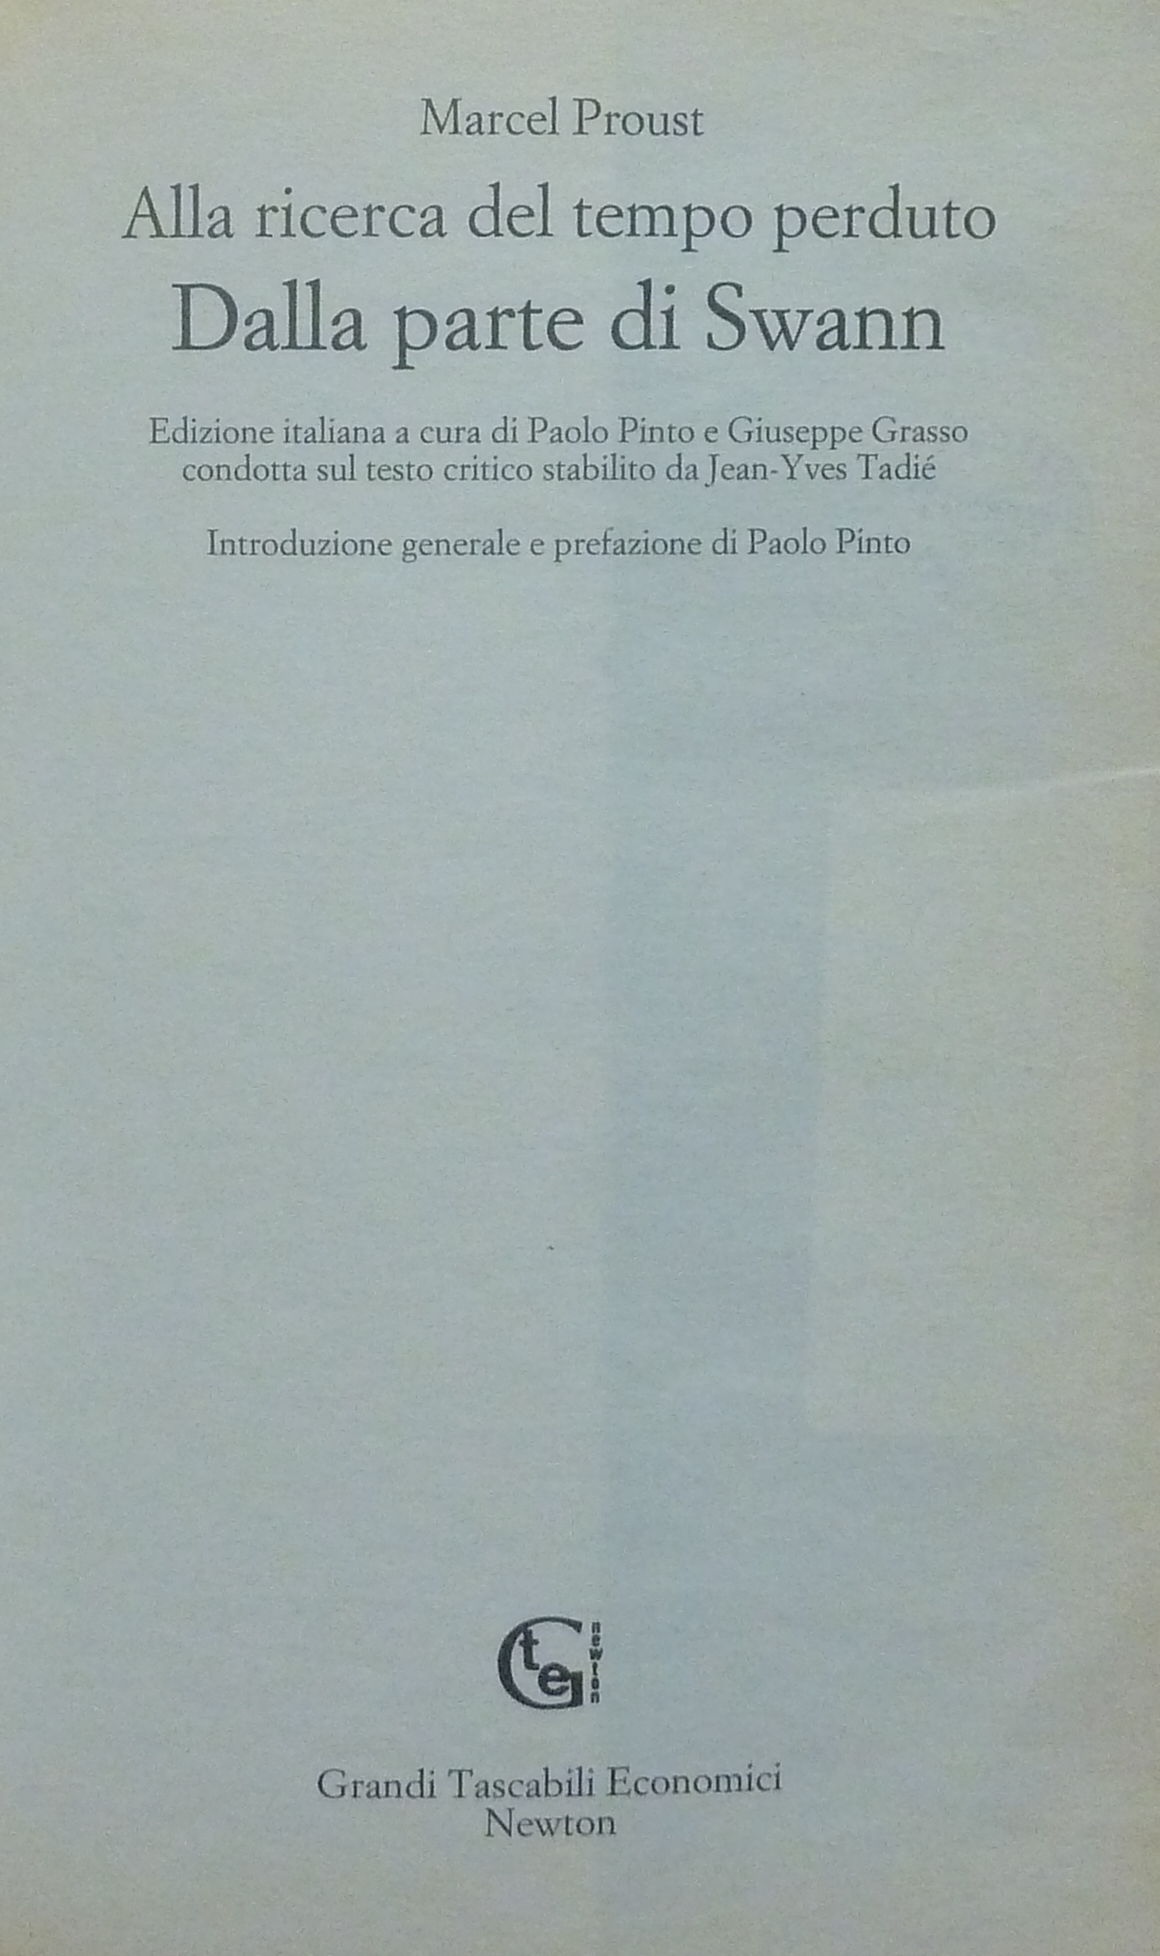 Marcel Proust
Alla ricerca del tempo perduto
Dalla parte di Swann
Edizione italiana a cura di Paolo Pinto e Giuseppe Grasso
condotta sul testo critico stabilito da Jean-Yves Tadié
Introduzione generale e prefazione di Paolo Pinto
Gte newton
Grandi Tascabili Economici
Newton